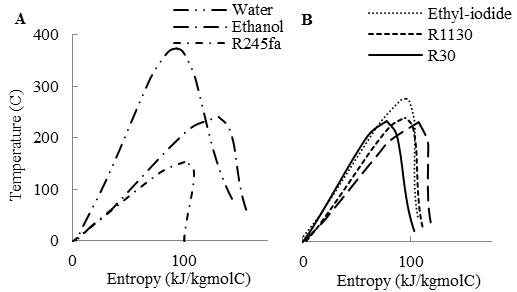 A
Water
Ethanol
R245fa
Temperature (C)
400
300
200
100
0
0
100
Entropy (kJ/kgmolC)
B
Ethyl-iodide
R1130
R30
0
100
Entropy (kJ/kgmolC)